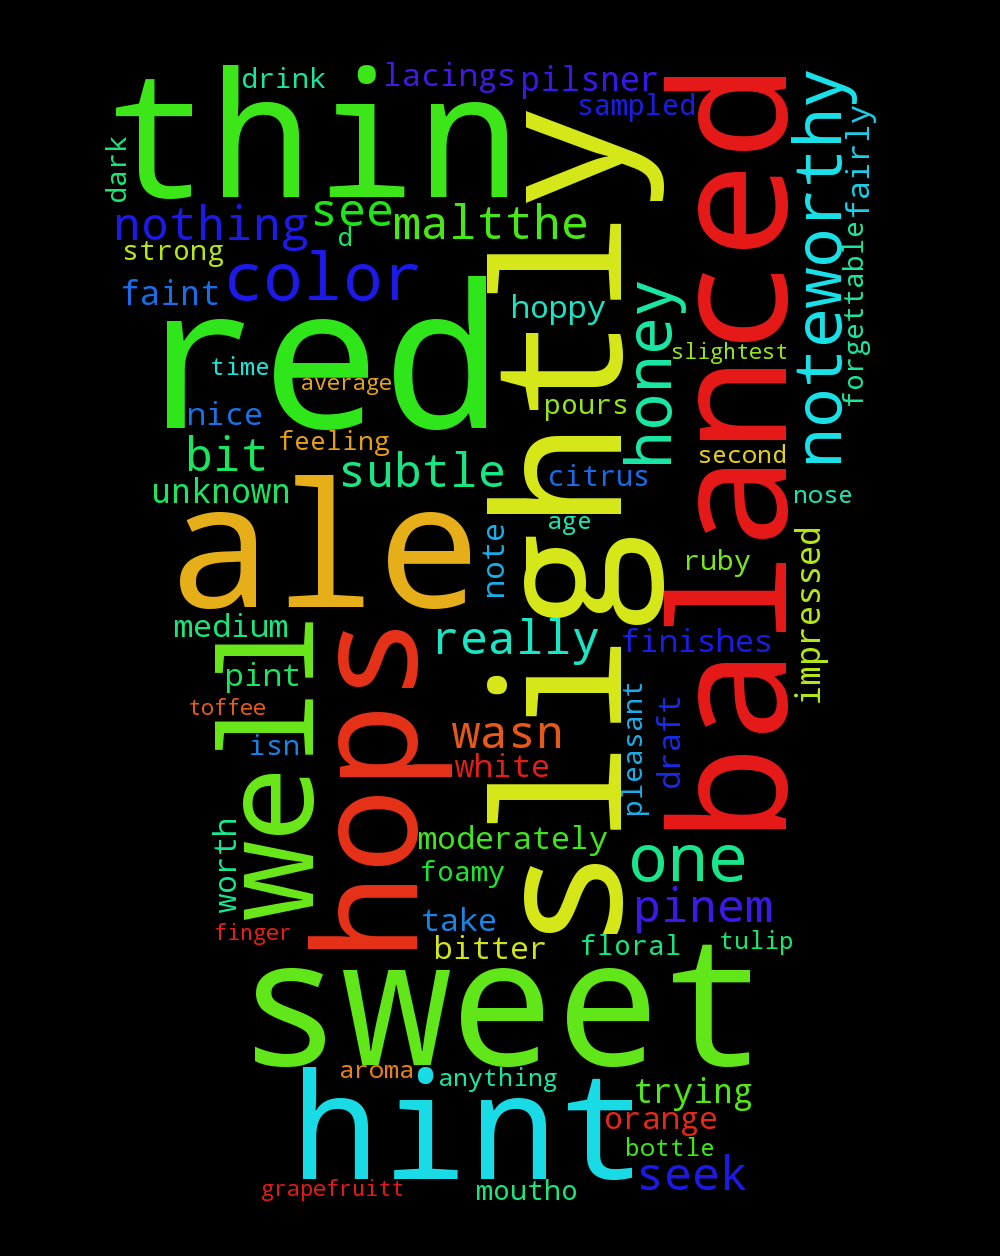 thin
drink
lacings
pilsner
sampled
dark
nothing
see
d
maltthe
strong
color
faint
slightly
balanced
noteworthy
fairly
forgettable
honey
hoppy
slightest
red
time
average
nice
pours
feeling
bit
subtle
citrus
second
unknown
nose
age
ale
note
ruby
impressed
medium
well
hops
really
finishes
pint
toffee
isn
wasn
white
pleasant
draft
worth
moderately
foamy
one
take
pinem
finger
bitter
floral
tulip
sweet
aroma
anything
hint
trying
orange
bottle
seek
grapefruitt
moutho